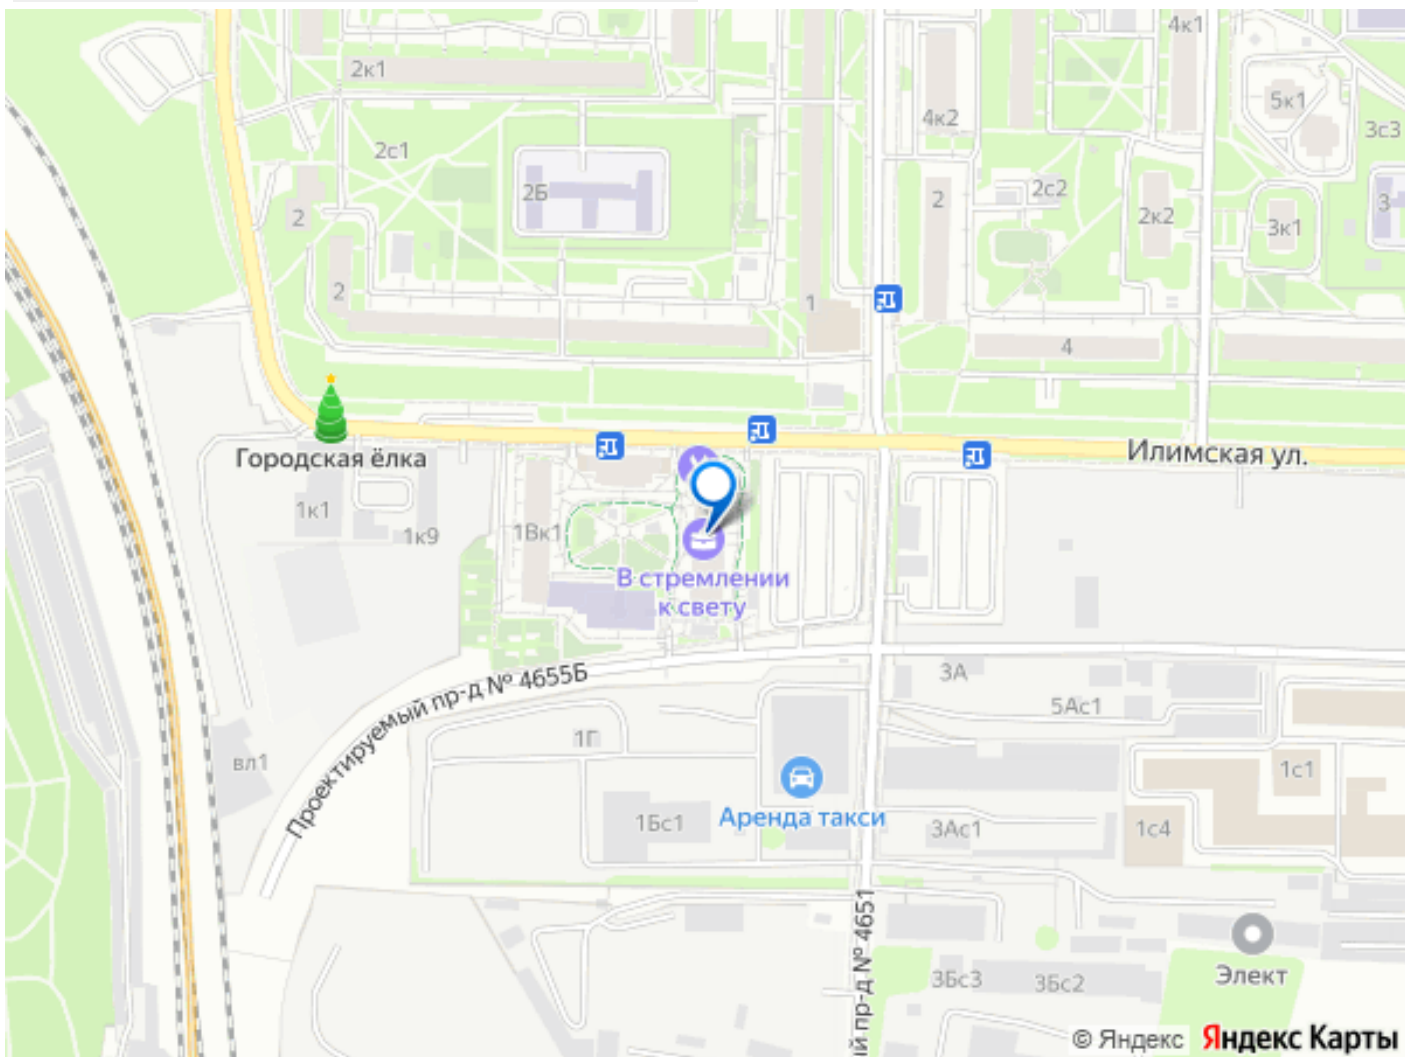 4к1
2к1
5к1
4к2
3с3
2с1
2Б
2с2
2
2к2
3
2
3к1
2
1
4
Илимская ул.
Городская ёлка
1к1
1к9
1Вк1
В стремлении
к свету
Проектируемый пр-д № 4655Б
3А
5Ас1
1Г
вл1
1с1
Аренда такси
1Бс1
3Ас1
1с4
ый пр-д № 4651
Элект
3Бс3
3Бс2
© Яндекс Яндекс Карты